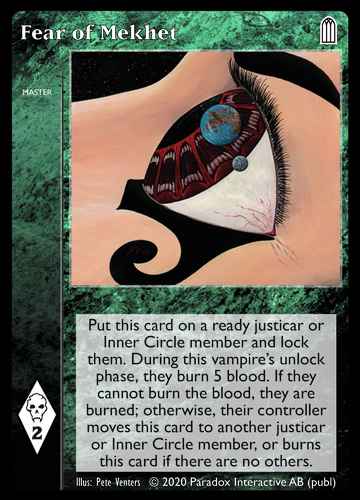 Fear of Mekhet
MASTER
Put this card on a ready justicar or
Inner Circle member and lock
them. During this vampire's unlock
phase, they burn 5 blood. If they
cannot burn the blood, they are
burned; otherwise, their controller
moves this card to another justicar
or Inner Circle member, or burns
this card if there are no others.
2
Illus: Pete Venters © 2020 Paradox Interactive AB (publ)